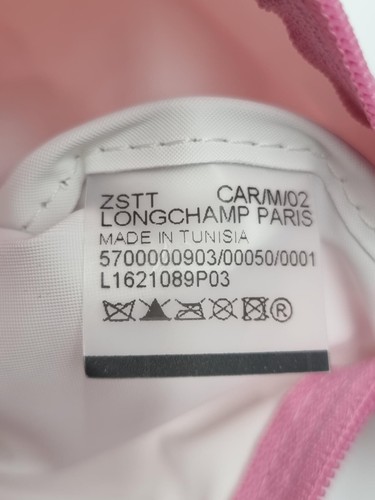 ZSTT CAR/M/02
LONGCHAMP PARIS
MADE IN TUNISIA
5700000903/00050/0001
L1621089P03
®